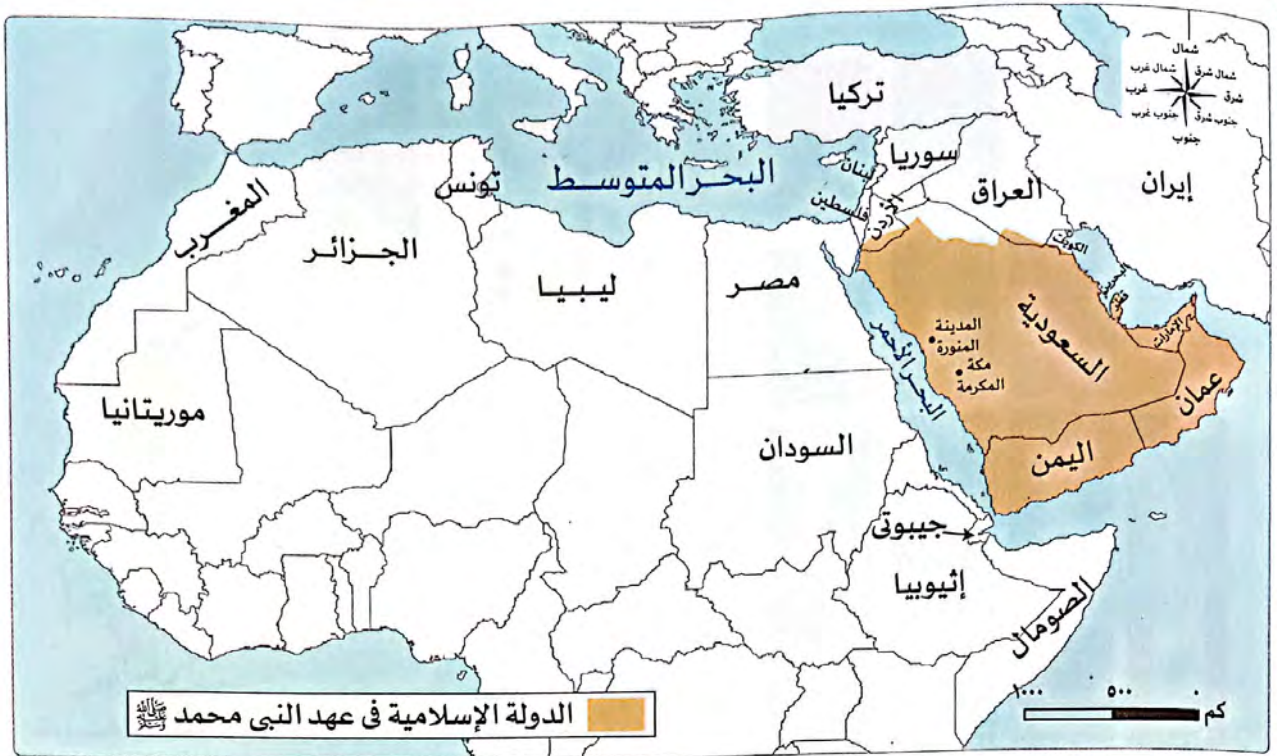 شمال
شمال غرب
شمال شرق
غرب
شرق
جنوب غرب
جنوب شرق
جنوب
تركيا
سوريا
لبنان
العراق
إيران
البحر المتوسط
تونس
فلسطين
الأردن
المغرب
الكويت
الجزائر
ليبيا
مصر
البحرين
قطر
السعودية
الإمارات
المدينة
المنورة
مكة
المكرمة
البحر الأحمر
عمان
موريتانيا
السودان
اليمن
جيبوتى
إثيوبيا
الصومال
١٠٠٠ ٥٠٠ ٠
كم
الدولة الإسلامية فى عهد النبى محمد ﷺ